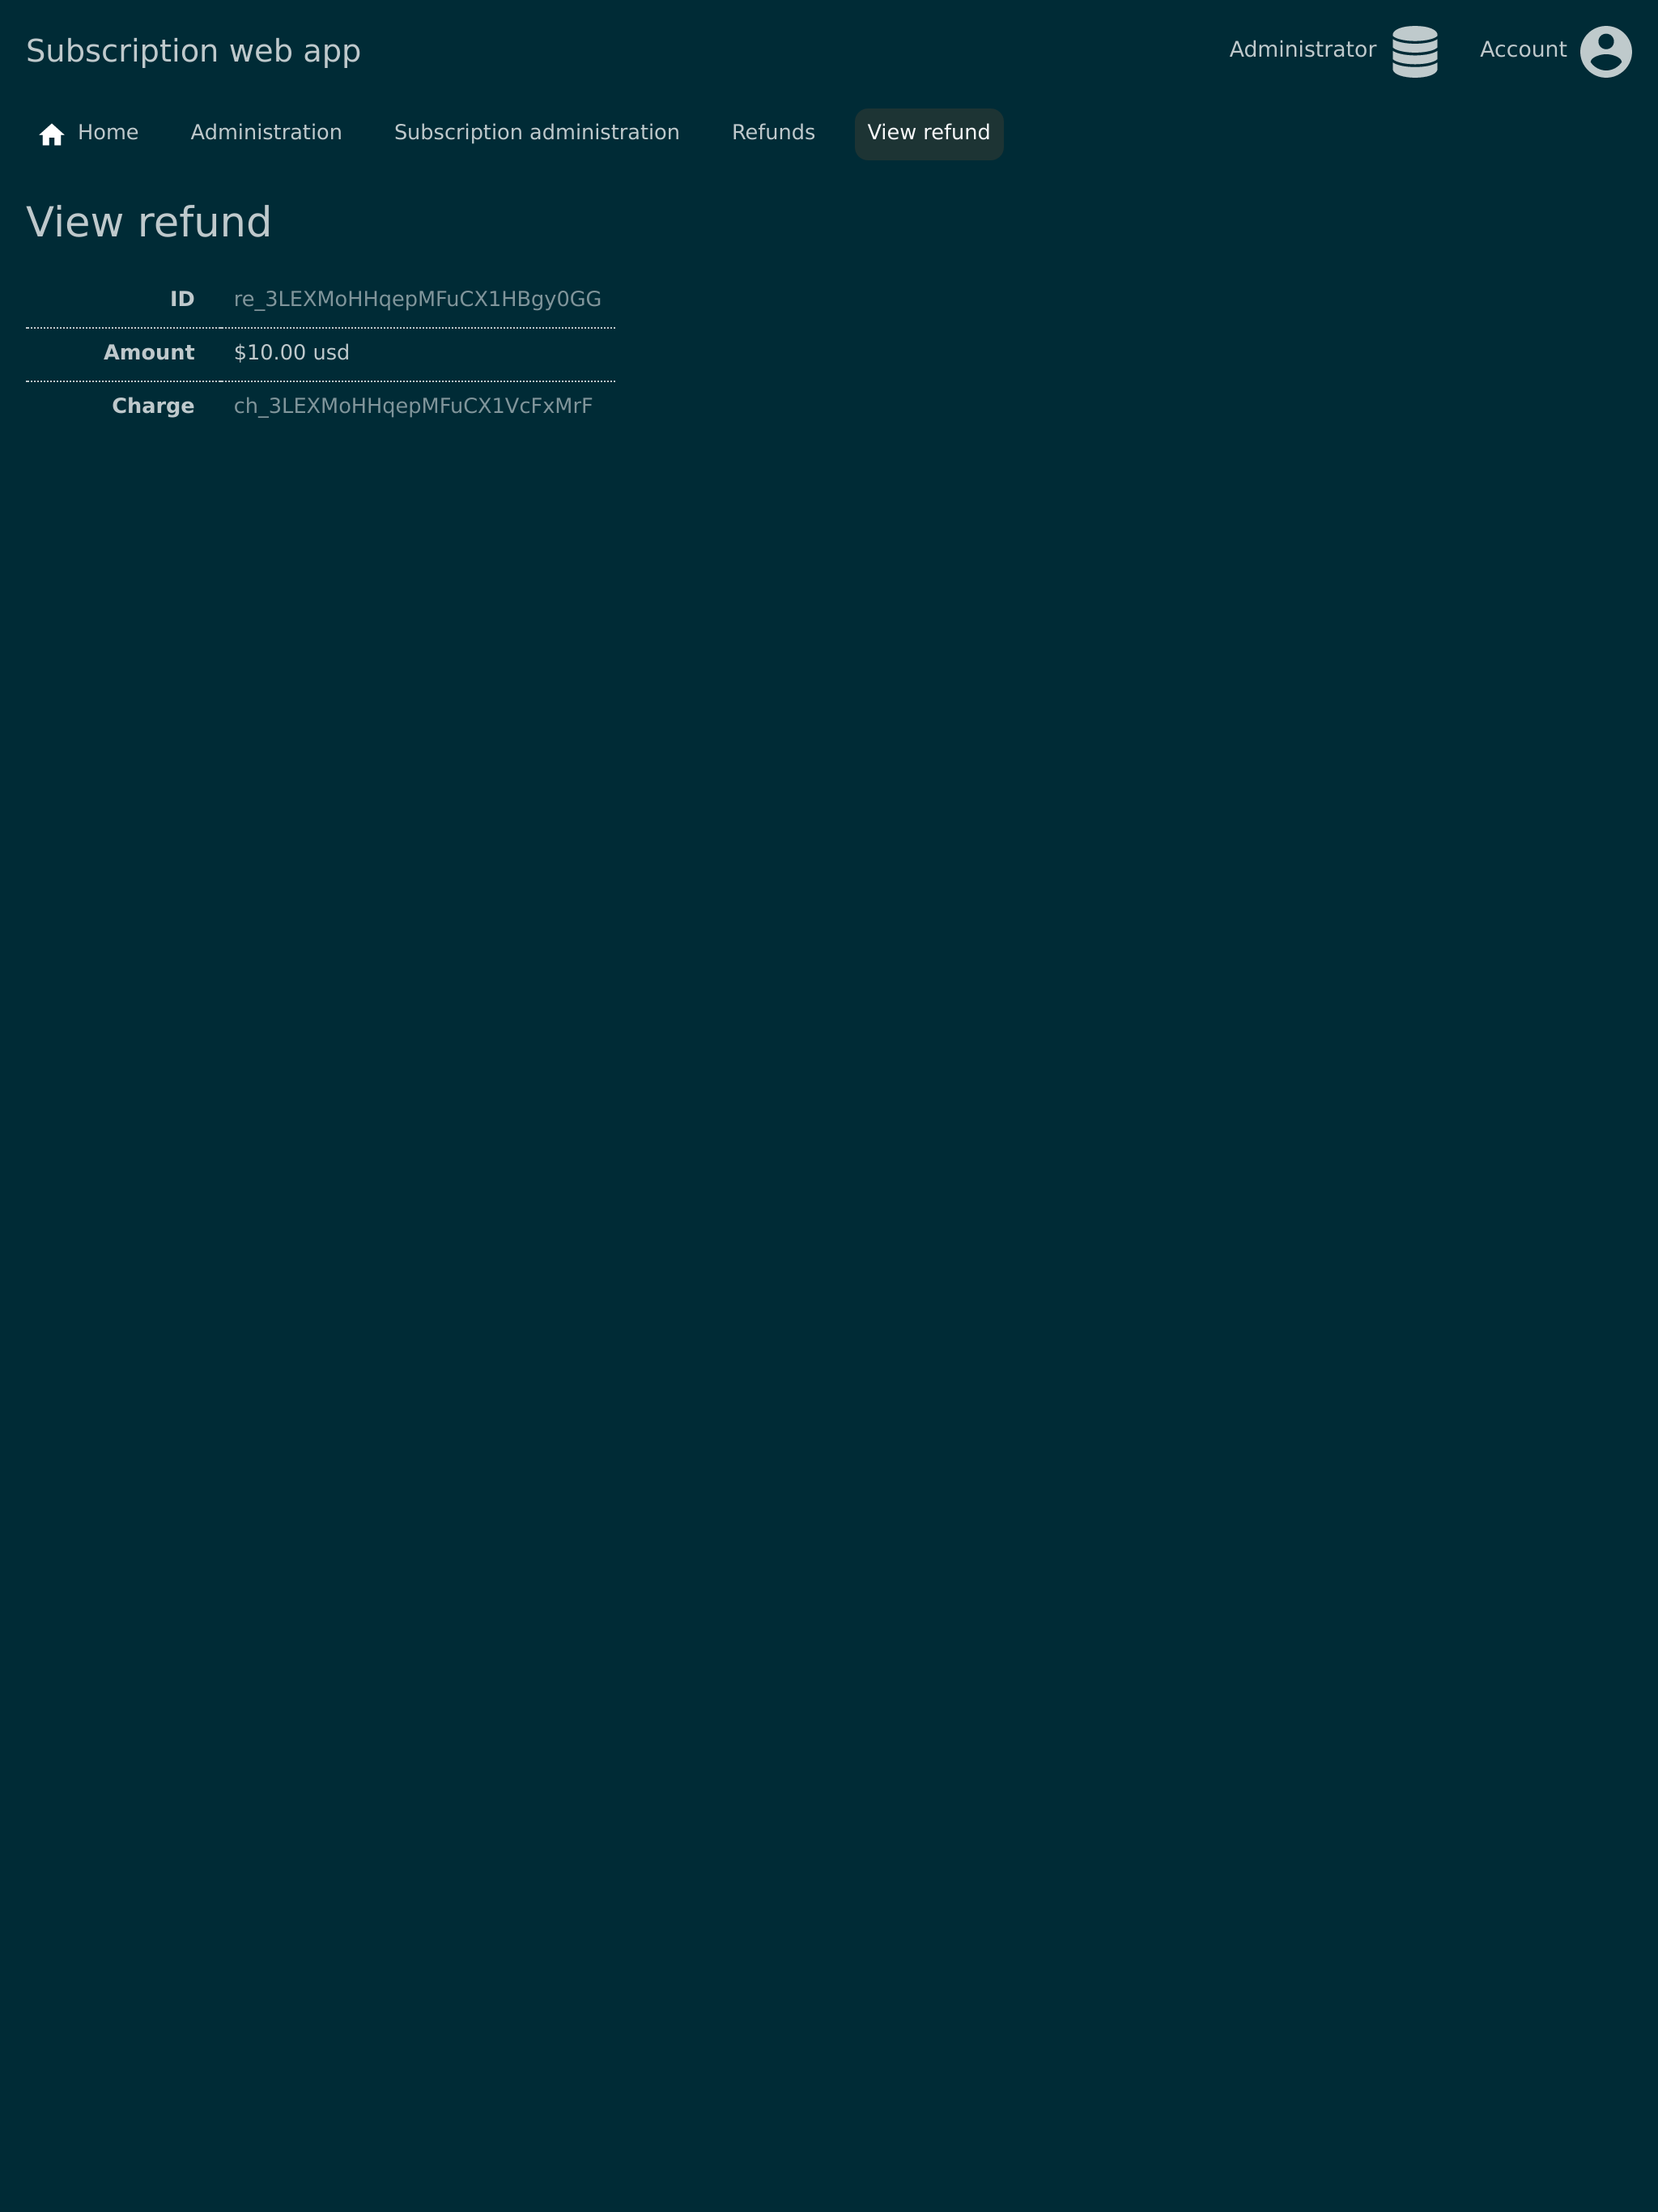 Subscription web app
Administrator
Account
Home
Administration
Subscription administration
Refunds
View refund
View refund
ID re_3LEXMoHHqepMFuCX1HBgy0GG
Amount $10.00 usd
Charge ch_3LEXMoHHqepMFuCX1VcFxMrF